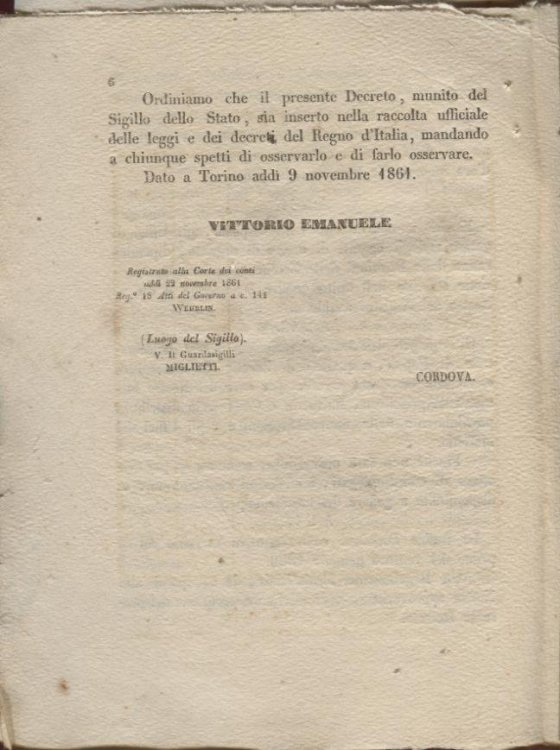 6
Ordiniamo che il presente Decreto, munito del
Sigillo dello Stato, sia inserto nella raccolta ufficiale
delle leggi e dei decreti del Regno d'Italia, mandando
a chiunque spetti di osservarlo e di farlo osservare.
Dato a Torino addì 9 novembre 1861.
VITTORIO EMANUELE
Registrato alla Corte dei conti
addì 22 novembre 1861
Reg.° 18 Atti del Governo a c. 141
WEHRLIN.
(Luogo del Sigillo).
V. Il Guardasigilli
MIGLIETTI.
CORDOVA.